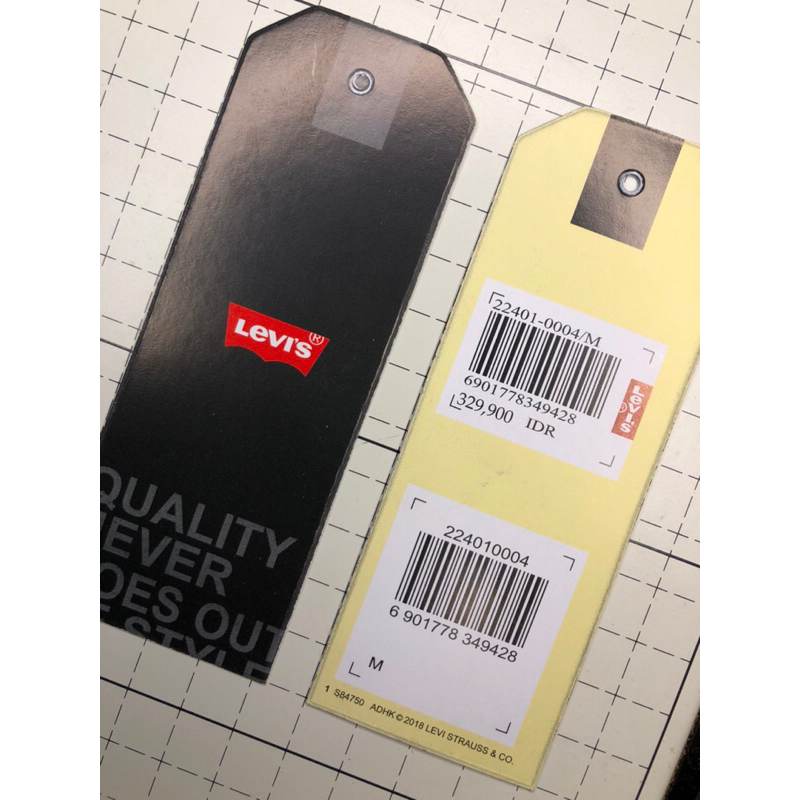 Levi's®
QUALITY
NEVER
OES OUT
STYLE
22401-0004/M
6901778349428
329,900 IDR
Levi's®
224010004
6 901778 349428
M
1 S84750 ADHK © 2018 LEVI STRAUSS & CO.